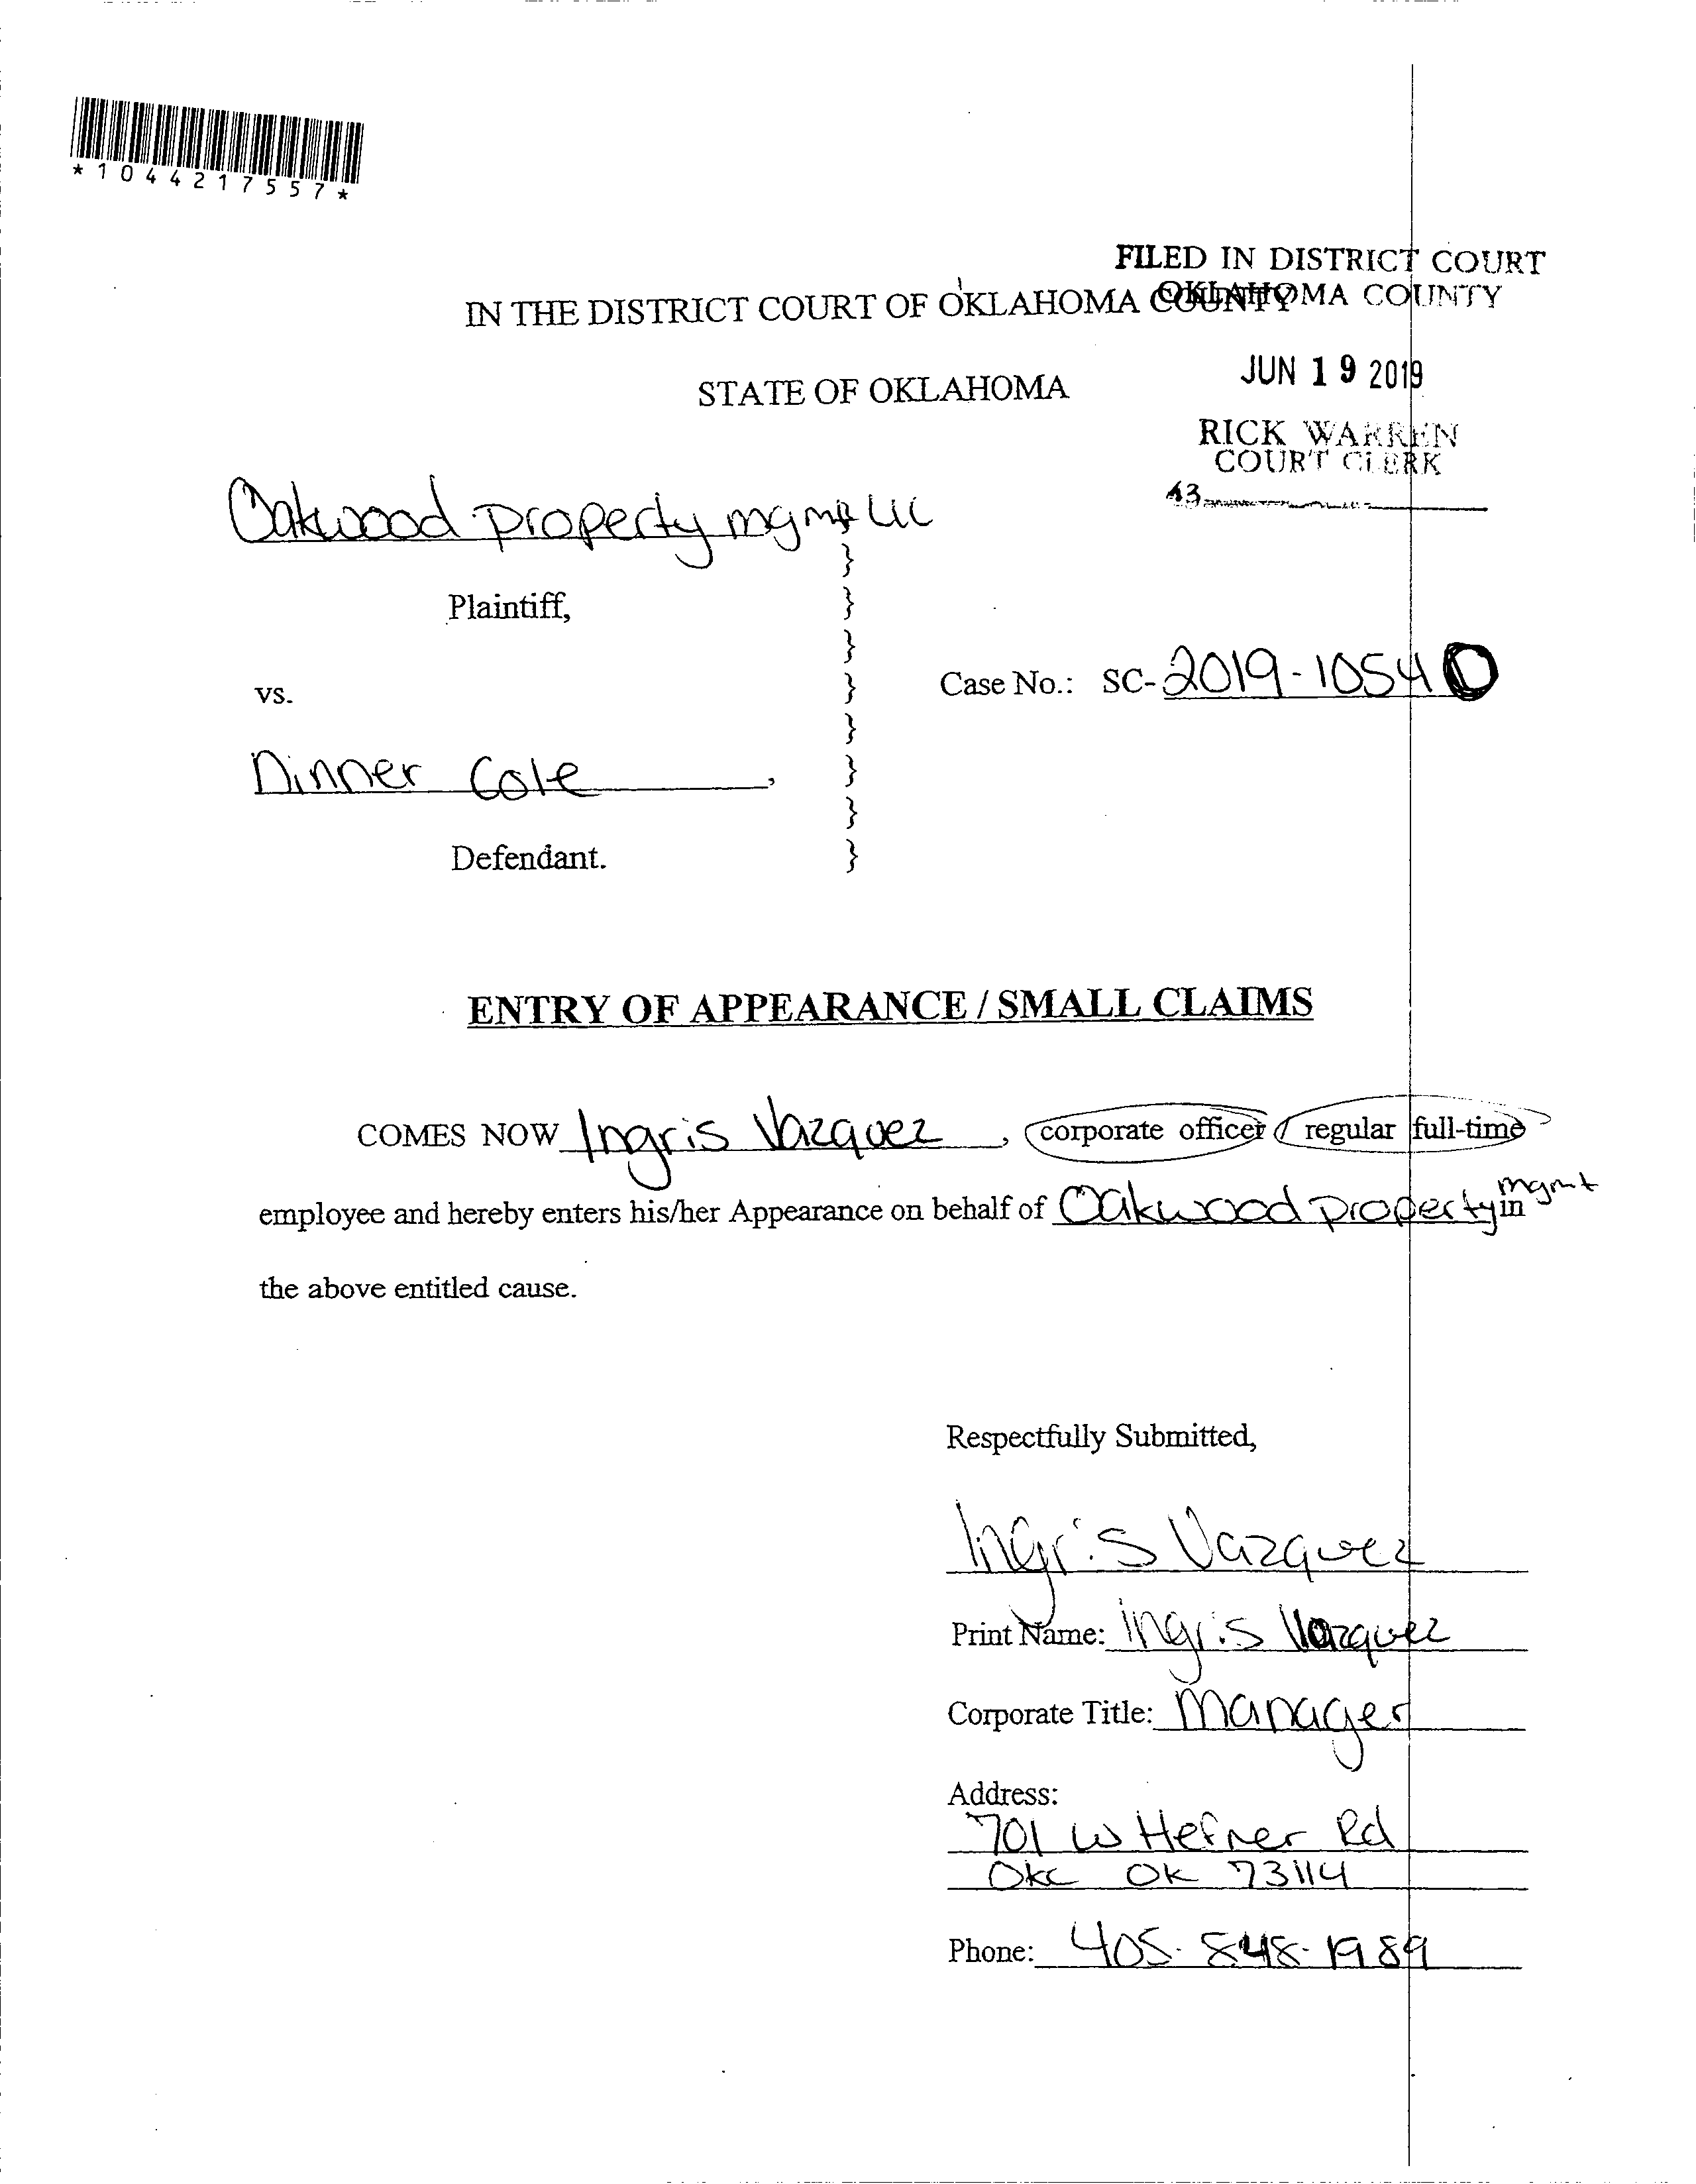 *1044217557*
FILED IN DISTRICT COURT
OKLAHOMA COUNTY
IN THE DISTRICT COURT OF OKLAHOMA COUNTY
JUN 19 2019
STATE OF OKLAHOMA
RICK WARREN
COURT CLERK
43
Oakwood property mgmt LLC
Plaintiff,
vs.
Case No.: SC-2019-10540
Dinner Cole,
Defendant.
ENTRY OF APPEARANCE / SMALL CLAIMS
COMES NOW Ingris Vazquez, corporate officer / regular full-time
employee and hereby enters his/her Appearance on behalf of Oakwood property mgmt in
the above entitled cause.
Respectfully Submitted,
Ingris Vazquez
Print Name: Ingris Vazquez
Corporate Title: Manager
Address:
701 W Hefner Rd
Okc OK 73114
Phone: 405-848-1989